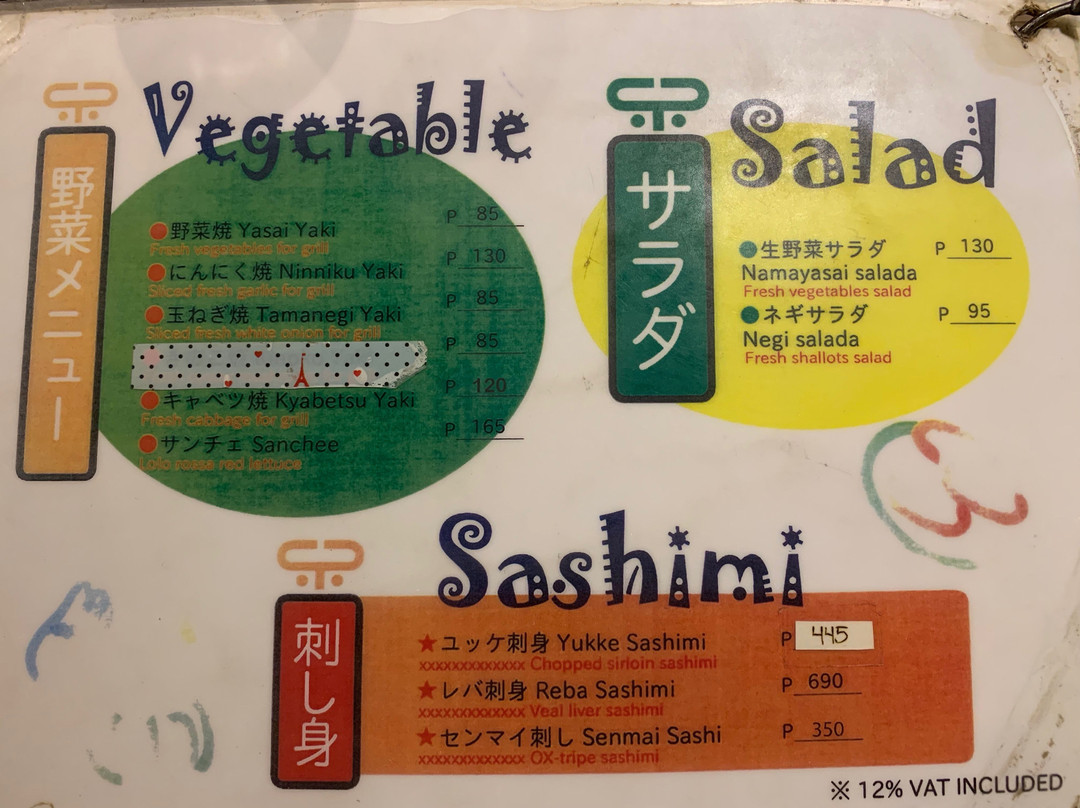 Vegetable
野菜メニュー
●野菜焼 Yasai Yaki P 85
Fresh vegetables for grill
●にんにく焼 Ninniku Yaki P 130
Sliced fresh garlic for grill
●玉ねぎ焼 Tamanegi Yaki P 85
Sliced fresh white onion for grill
P 85
●キャベツ焼 Kyabetsu Yaki P 120
Fresh cabbage for grill
●サンチェ Sanchee P 165
Lolo rossa red lettuce
Salad
サラダ
●生野菜サラダ P 130
Namayasai salada
Fresh vegetables salad
●ネギサラダ P 95
Negi salada
Fresh shallots salad
Sashimi
刺し身
★ユッケ刺身 Yukke Sashimi P 445
xxxxxxxxxxxxx Chopped sirloin sashimi
★レバ刺身 Reba Sashimi P 690
xxxxxxxxxxxxx Veal liver sashimi
★センマイ刺し Senmai Sashi P 350
xxxxxxxxxxxxx OX-tripe sashimi
※ 12% VAT INCLUDED